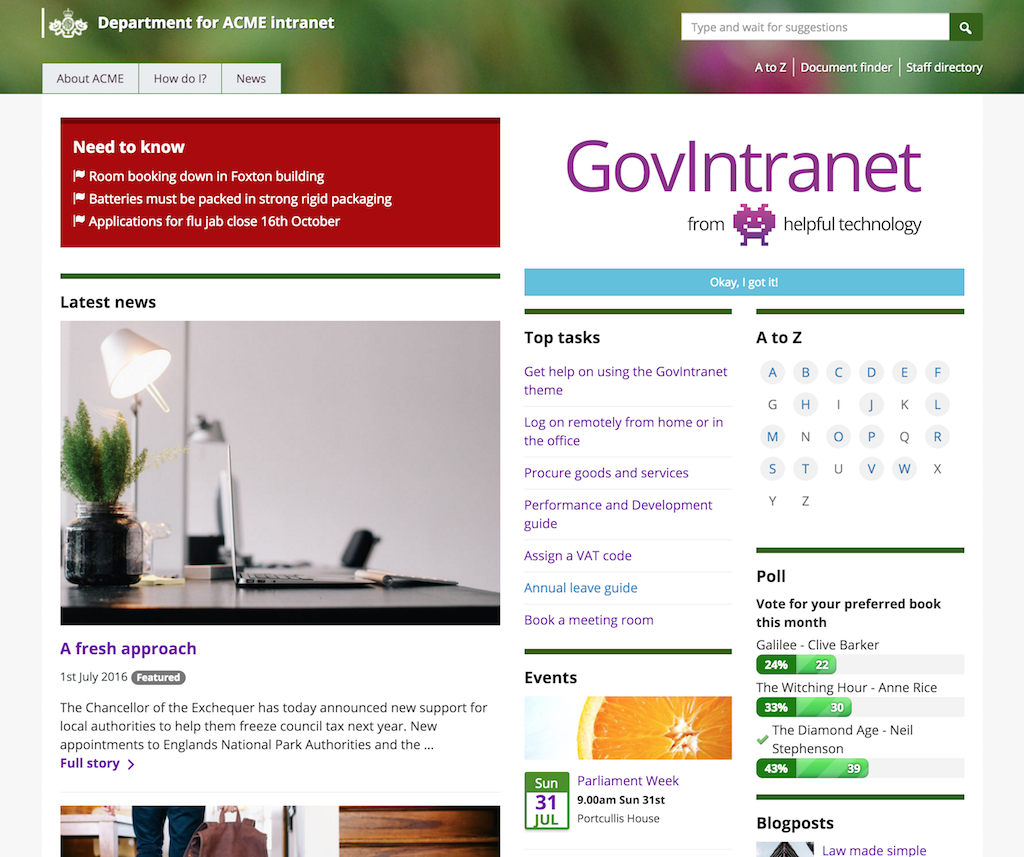 Department for ACME intranet
Type and wait for suggestions
A to Z
Document finder
Staff directory
About ACME
How do I?
News
Need to know
Room booking down in Foxton building
Batteries must be packed in strong rigid packaging
Applications for flu jab close 16th October
GovIntranet
from helpful technology
Okay, I got it!
Latest news
A fresh approach
1st July 2016 Featured
The Chancellor of the Exchequer has today announced new support for
local authorities to help them freeze council tax next year. New
appointments to Englands National Park Authorities and the ...
Full story
Top tasks
Get help on using the GovIntranet
theme
Log on remotely from home or in
the office
Procure goods and services
Performance and Development
guide
Assign a VAT code
Annual leave guide
Book a meeting room
Events
Sun
31
JUL
Parliament Week
9.00am Sun 31st
Portcullis House
A to Z
A B C D E F
G H I J K L
M N O P Q R
S T U V W X
Y Z
Poll
Vote for your preferred book
this month
Galilee - Clive Barker
24% 22
The Witching Hour - Anne Rice
33% 30
The Diamond Age - Neil
Stephenson
43% 39
Blogposts
Law made simple